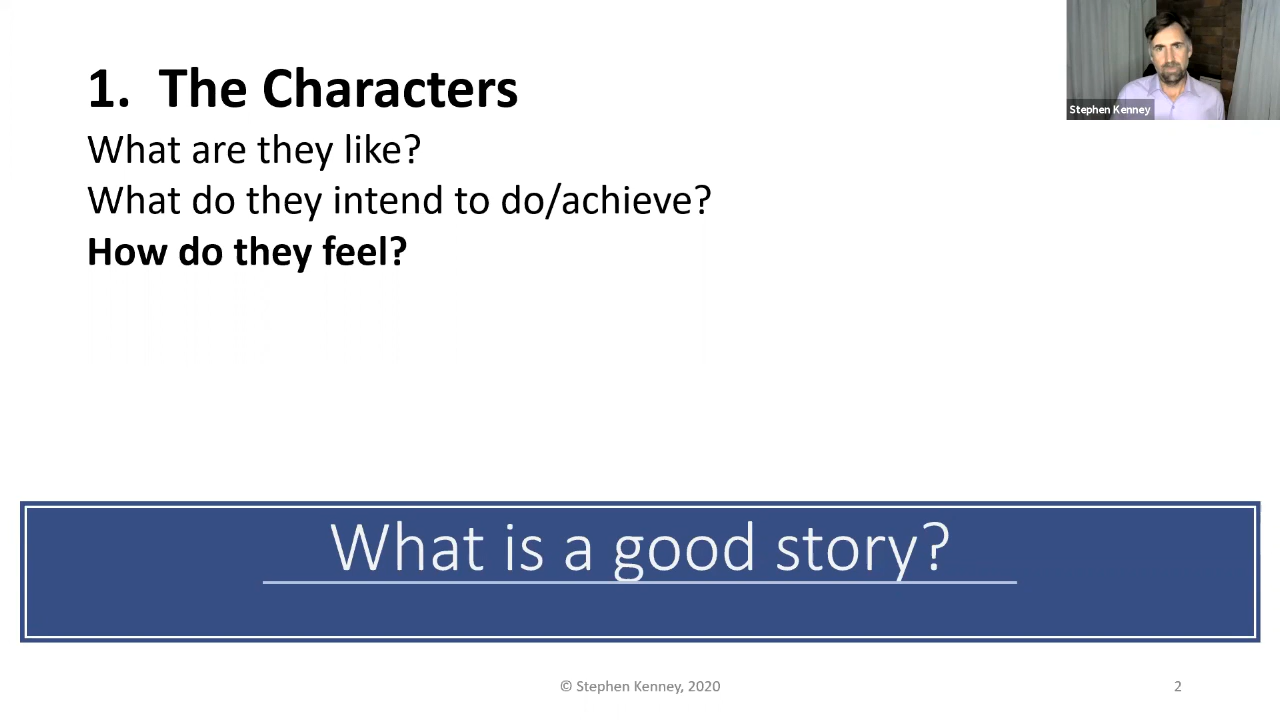 1. The Characters
What are they like?
What do they intend to do/achieve?
How do they feel?
Stephen Kenney
What is a good story?
© Stephen Kenney, 2020
2